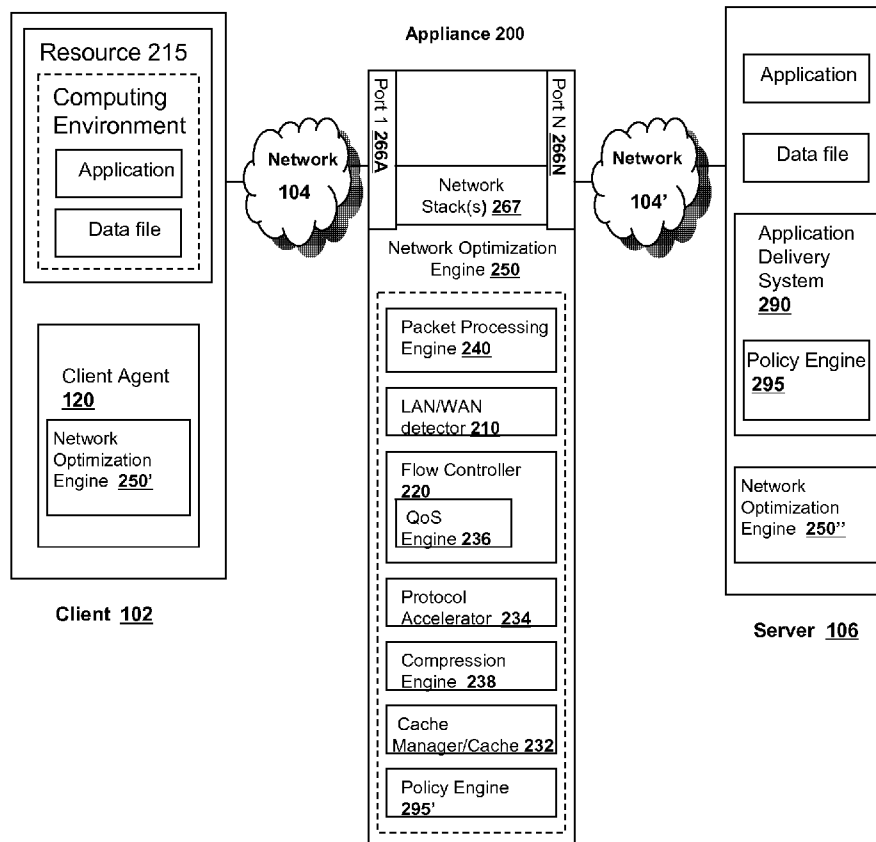 Resource 215
Computing
Environment
Application
Data file
Client Agent
120
Network
Optimization
Engine 250'
Client 102
Network
104
Appliance 200
Port 1 266A
Port N 266N
Network
Stack(s) 267
Network Optimization
Engine 250
Packet Processing
Engine 240
LAN/WAN
detector 210
Flow Controller
220
QoS
Engine 236
Protocol
Accelerator 234
Compression
Engine 238
Cache
Manager/Cache 232
Policy Engine
295'
Network
104'
Application
Data file
Application
Delivery
System
290
Policy Engine
295
Network
Optimization
Engine 250''
Server 106